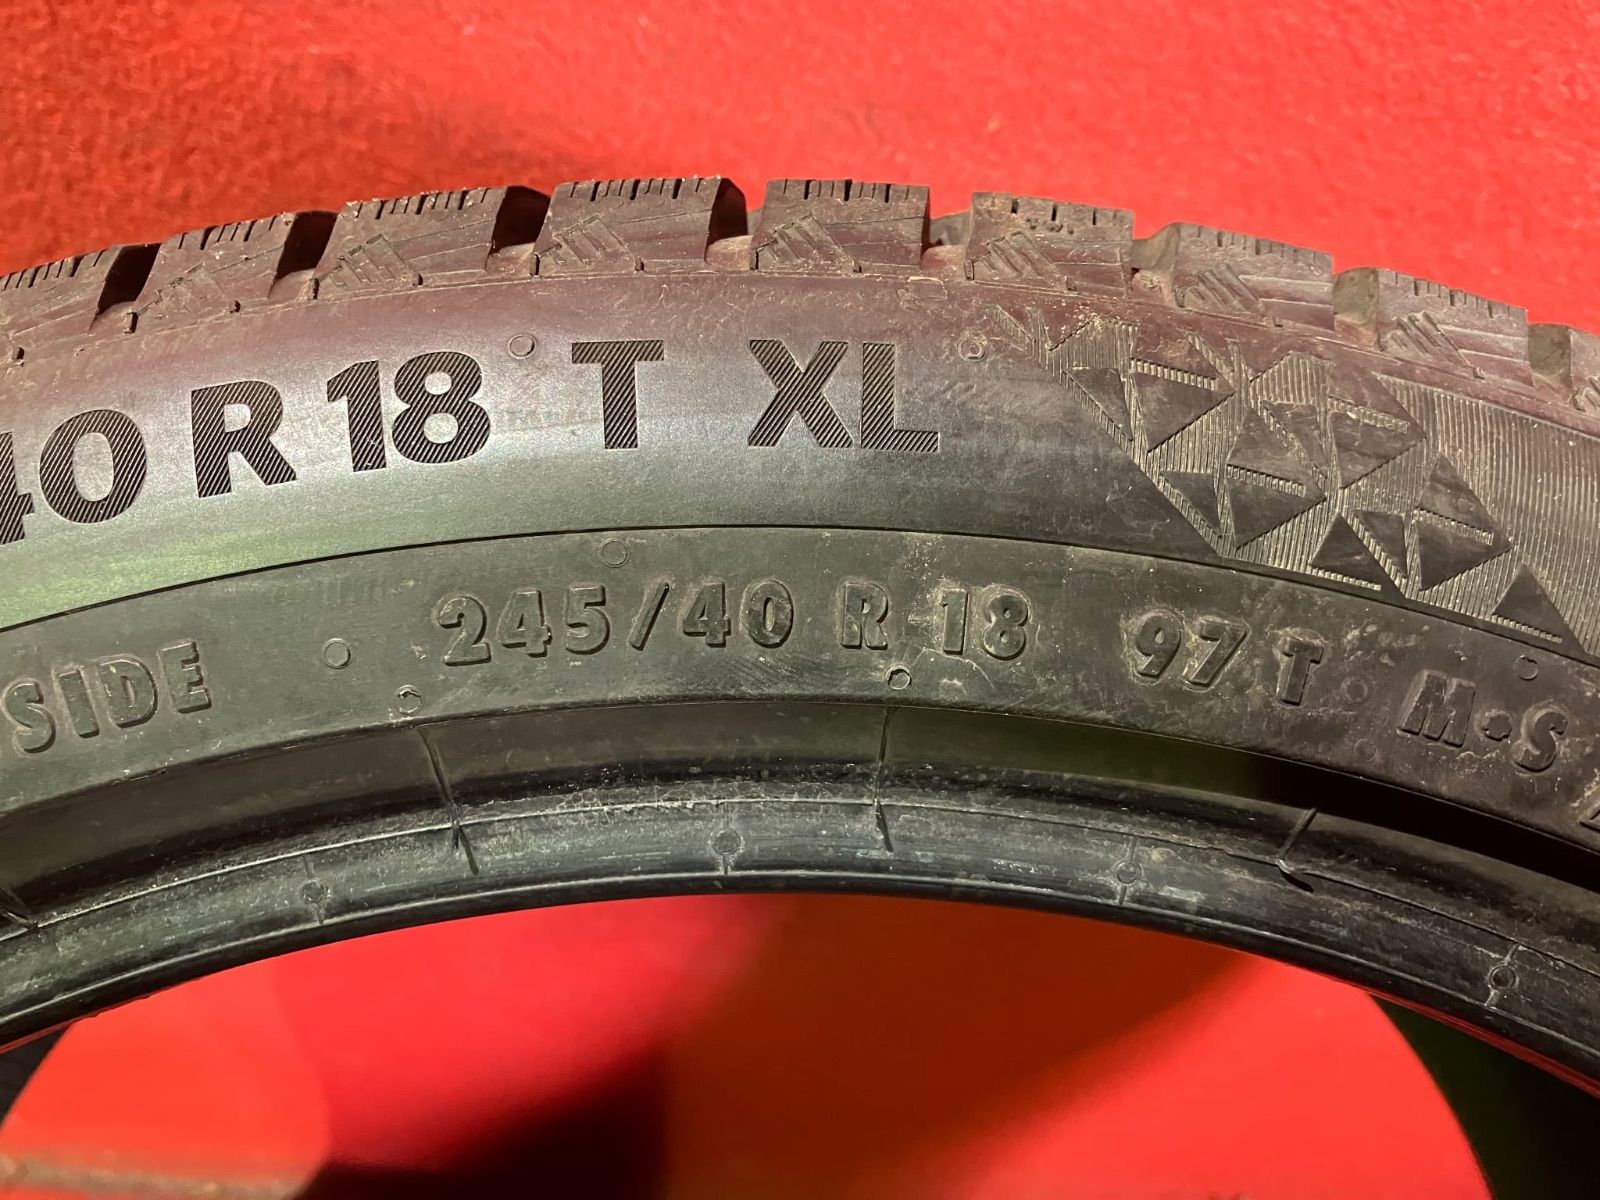 40 R 18 T XL
SIDE 245/40 R 18 97 T M+S